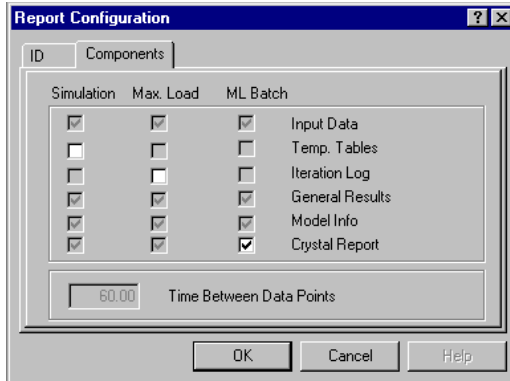 Report Configuration
ID Components
Simulation Max. Load ML Batch
Input Data
Temp. Tables
Iteration Log
General Results
Model Info
Crystal Report
60.00 Time Between Data Points
OK Cancel Help